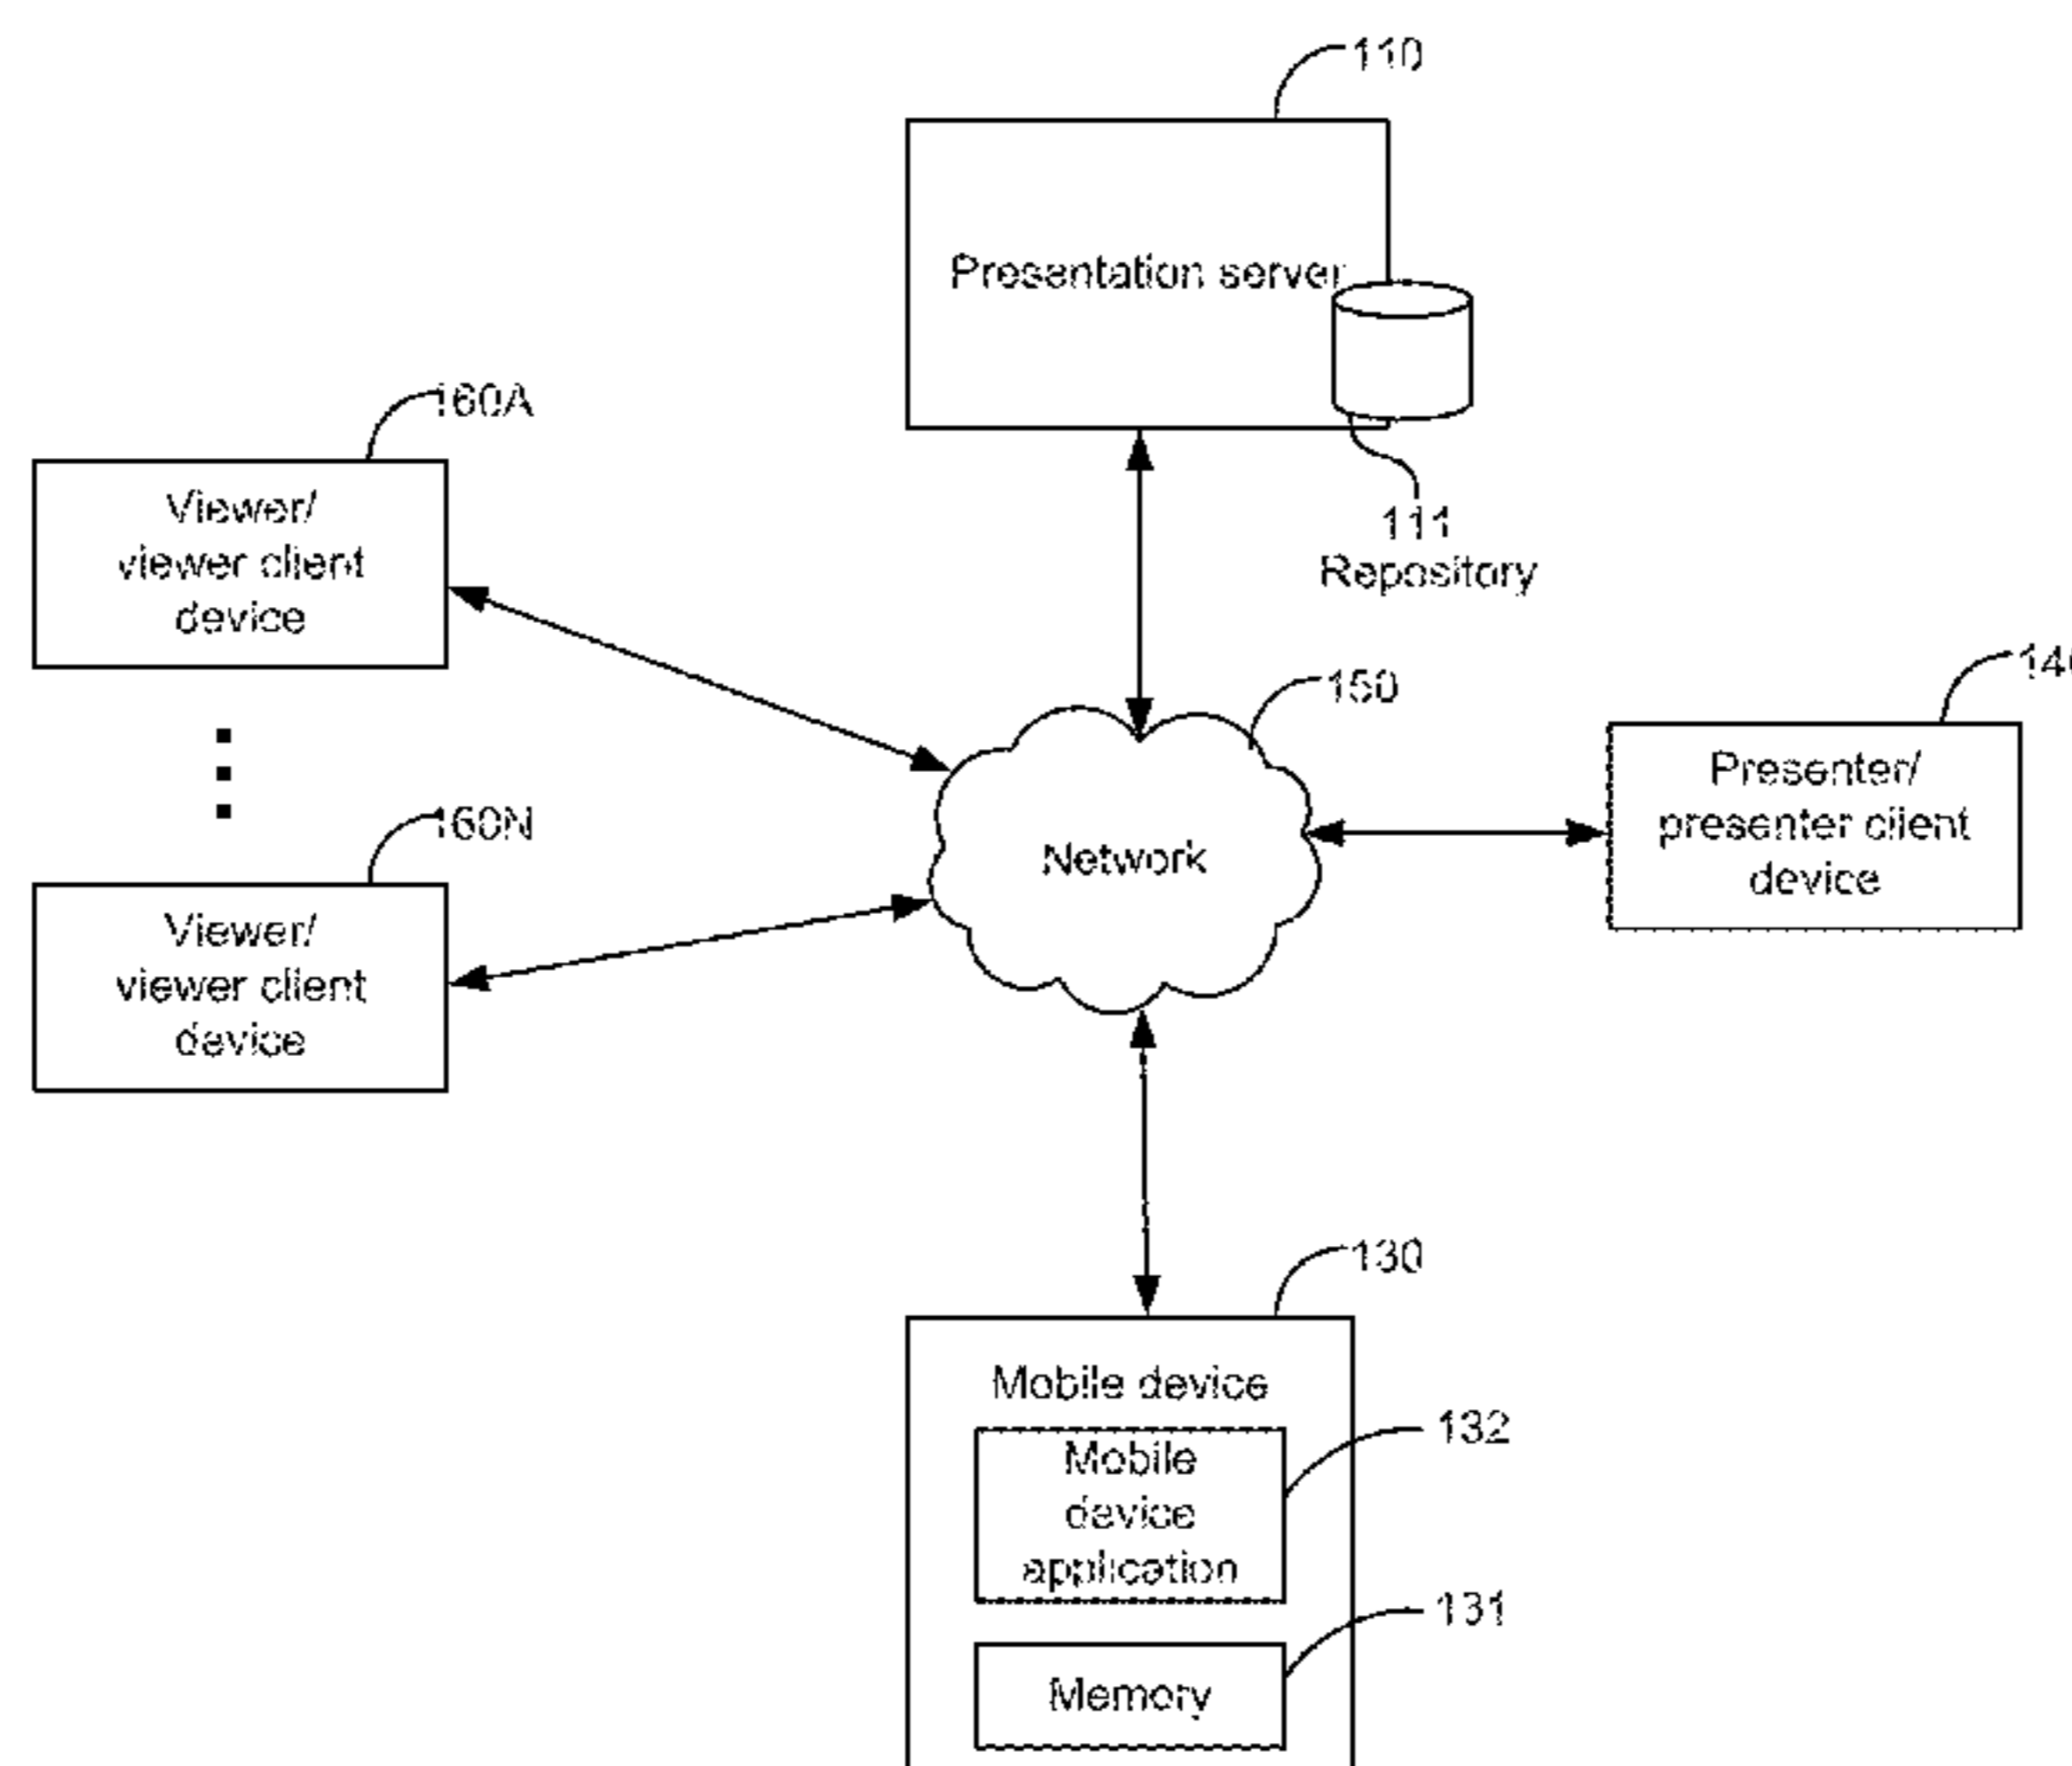 110
Presentation server
111
Repository
160A
Viewer/
viewer client
device
160N
Viewer/
viewer client
device
150
Network
Presenter/
presenter client
device
130
Mobile device
132
Mobile
device
application
131
Memory